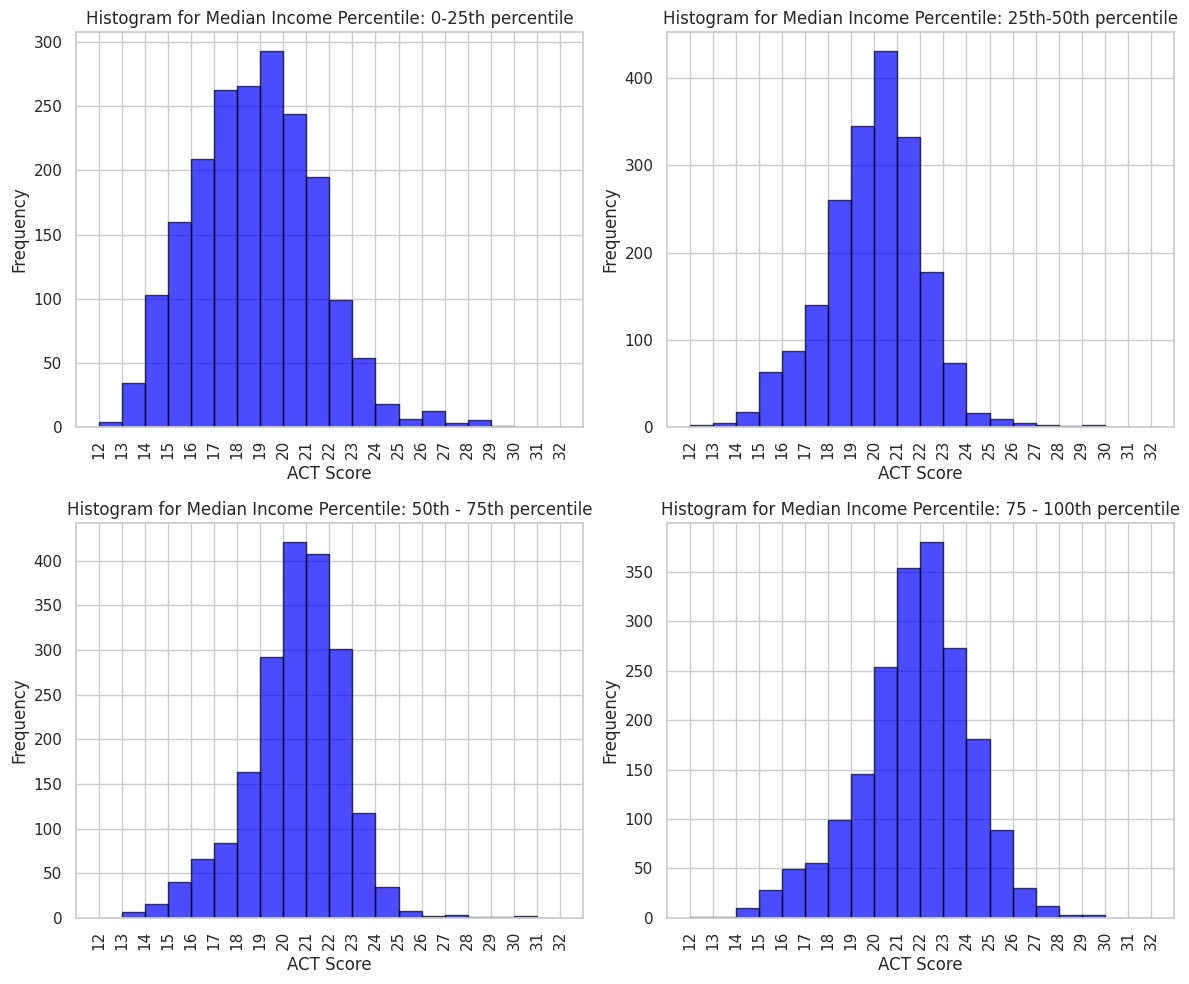 Histogram for Median Income Percentile: 0-25th percentile
300
250
200
150
100
50
0
Frequency
12 13 14 15 16 17 18 19 20 21 22 23 24 25 26 27 28 29 30 31 32
ACT Score
Histogram for Median Income Percentile: 25th-50th percentile
400
300
200
100
0
Frequency
12 13 14 15 16 17 18 19 20 21 22 23 24 25 26 27 28 29 30 31 32
ACT Score
Histogram for Median Income Percentile: 50th - 75th percentile
400
350
300
250
200
150
100
50
0
Frequency
12 13 14 15 16 17 18 19 20 21 22 23 24 25 26 27 28 29 30 31 32
ACT Score
Histogram for Median Income Percentile: 75 - 100th percentile
350
300
250
200
150
100
50
0
Frequency
12 13 14 15 16 17 18 19 20 21 22 23 24 25 26 27 28 29 30 31 32
ACT Score